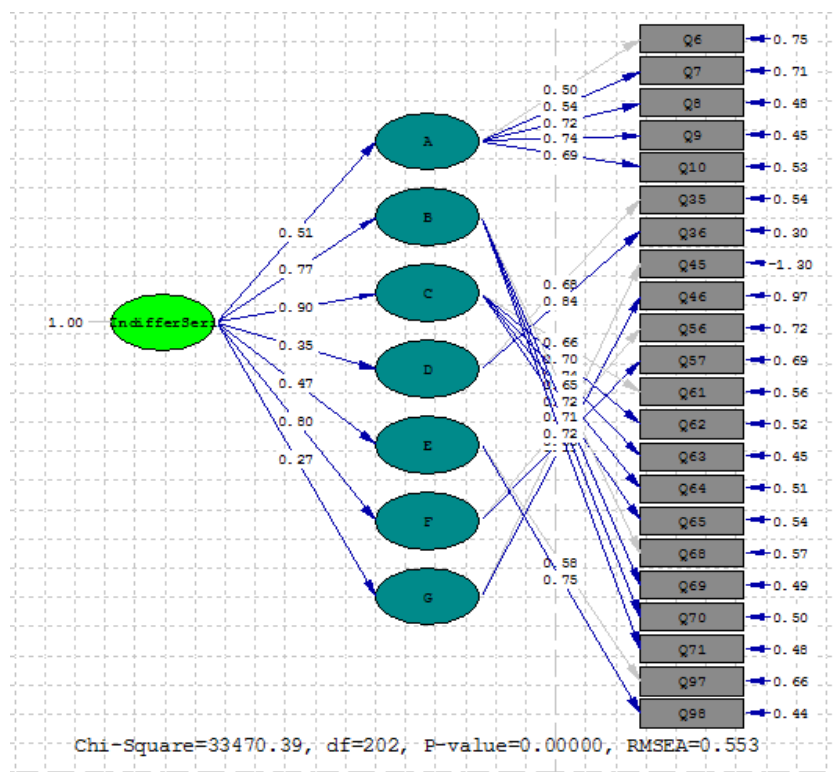 Q6
0.75
Q7
0.71
0.50
0.54
Q8
0.48
0.72
A
0.74
Q9
0.45
0.69
Q10
0.53
Q35
0.54
B
0.51
Q36
0.30
Q45
-1.30
0.77
0.68
C
Q46
0.97
0.84
0.90
1.00
IndifferSer1
Q56
0.72
0.66
0.35
0.70
Q57
0.69
D
0.65
Q61
0.56
0.47
0.72
0.71
Q62
0.52
0.80
0.72
E
Q63
0.45
0.27
Q64
0.51
F
Q65
0.54
Q68
0.57
0.58
0.75
Q69
0.49
G
Q70
0.50
Q71
0.48
Q97
0.66
Q98
0.44
Chi-Square=33470.39, df=202, P-value=0.00000, RMSEA=0.553